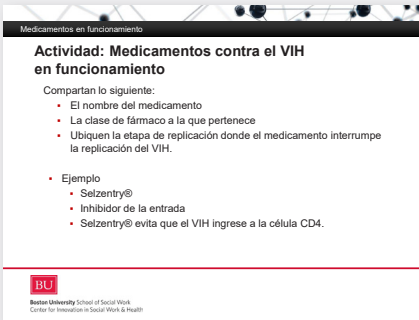 Medicamentos en funcionamiento
Actividad: Medicamentos contra el VIH
en funcionamiento
Compartan lo siguiente:
▪ El nombre del medicamento
▪ La clase de fármaco a la que pertenece
▪ Ubiquen la etapa de replicación donde el medicamento interrumpe
la replicación del VIH.
▪ Ejemplo
▪ Selzentry®
▪ Inhibidor de la entrada
▪ Selzentry® evita que el VIH ingrese a la célula CD4.
BU
Boston University School of Social Work
Center for Innovation in Social Work & Health